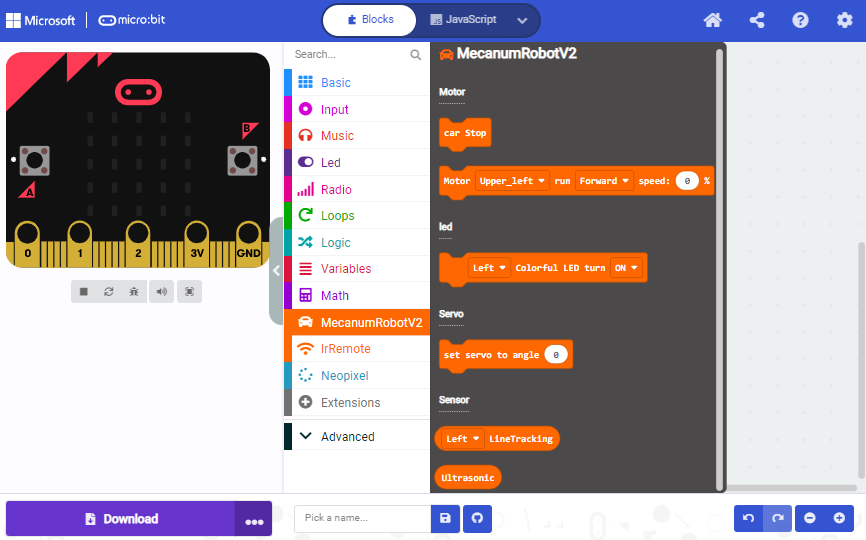 Microsoft | micro:bit
Blocks
JS JavaScript
Search...
Basic
Input
Music
Led
Radio
Loops
Logic
Variables
Math
MecanumRobotV2
IrRemote
Neopixel
Extensions
Advanced
B
A
0 1 2 3V GND
MecanumRobotV2
Motor
car Stop
Motor Upper_left run Forward speed: 0 %
led
Left Colorful LED turn ON
Servo
set servo to angle 0
Sensor
Left LineTracking
Ultrasonic
Download
Pick a name...